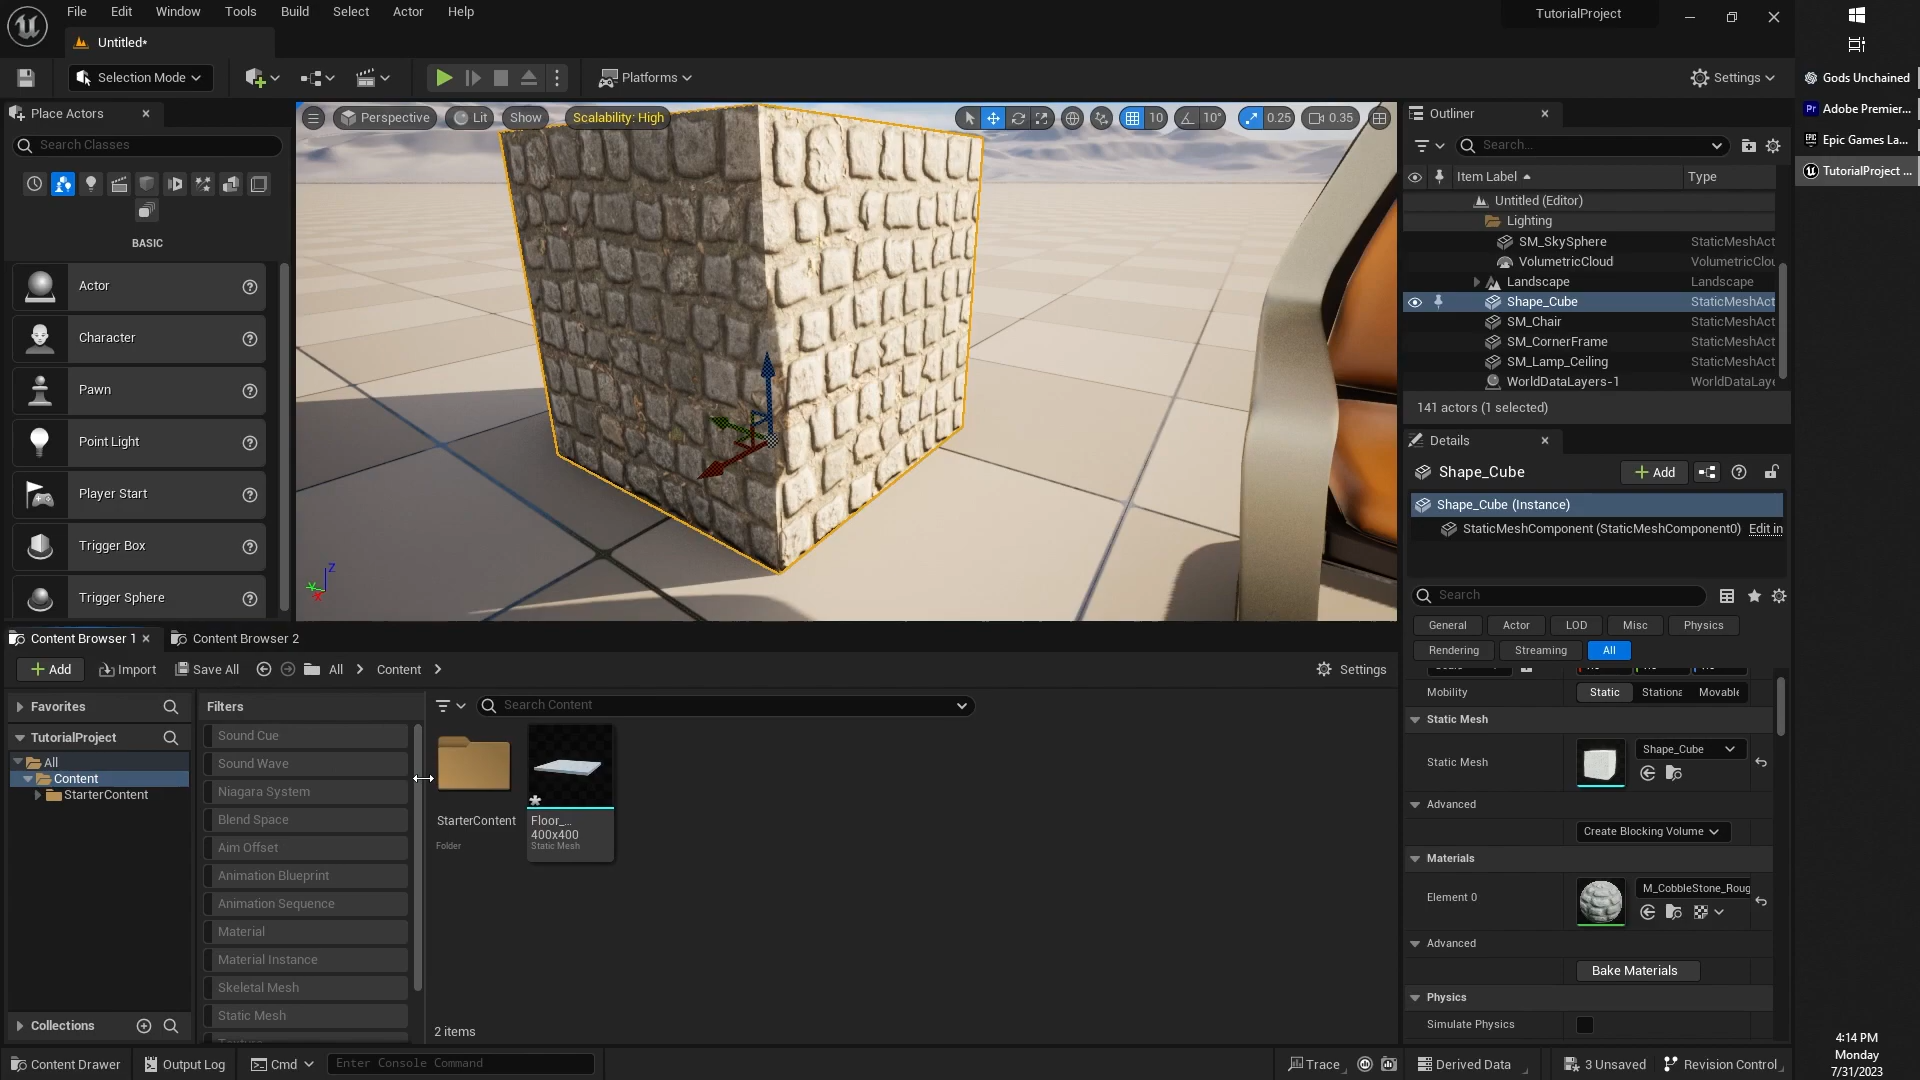 File Edit Window Tools Build Select Actor Help
TutorialProject
Untitled*
Selection Mode
Platforms
Settings
Gods Unchained
Adobe Premier...
Epic Games La...
TutorialProject ...
Place Actors
Search Classes
BASIC
Actor
Character
Pawn
Point Light
Player Start
Trigger Box
Trigger Sphere
Perspective Lit Show Scalability: High
10 10° 0.25 0.35
Z
Y
X
Outliner
Search...
Item Label Type
Untitled (Editor)
Lighting
SM_SkySphere StaticMeshAct
VolumetricCloud VolumetricClou
Landscape Landscape
Shape_Cube StaticMeshAct
SM_Chair StaticMeshAct
SM_CornerFrame StaticMeshAct
SM_Lamp_Ceiling StaticMeshAct
WorldDataLayers-1 WorldDataLaye
141 actors (1 selected)
Details
Shape_Cube
Add
Shape_Cube (Instance)
StaticMeshComponent (StaticMeshComponent0) Edit in
Search
General Actor LOD Misc Physics
Rendering Streaming All
Mobility Static Stationa Movable
Static Mesh
Static Mesh Shape_Cube
Advanced
Create Blocking Volume
Materials
Element 0 M_CobbleStone_Roug
Advanced
Bake Materials
Physics
Simulate Physics
Content Browser 1 Content Browser 2
Add Import Save All All Content Settings
Favorites
TutorialProject
All
Content
StarterContent
Collections
Filters
Sound Cue
Sound Wave
Niagara System
Blend Space
Aim Offset
Animation Blueprint
Animation Sequence
Material
Material Instance
Skeletal Mesh
Static Mesh
Search Content
StarterContent
Folder
Floor_...
400x400
Static Mesh
2 items
Content Drawer Output Log Cmd Enter Console Command
Trace Derived Data 3 Unsaved Revision Control
4:14 PM
Monday
7/31/2023